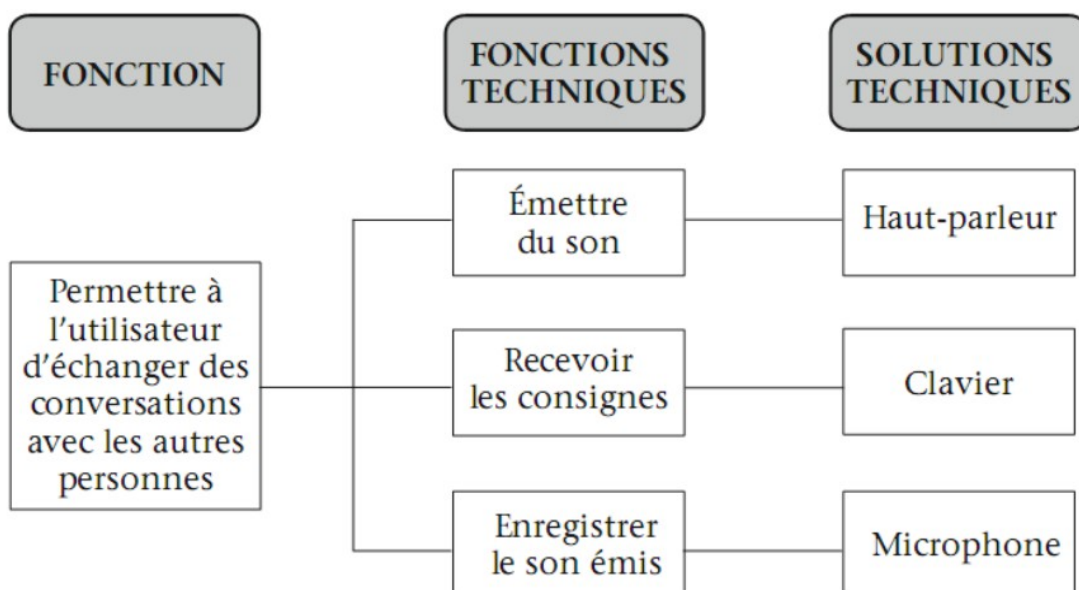 FONCTION
FONCTIONS
TECHNIQUES
SOLUTIONS
TECHNIQUES
Permettre à
l'utilisateur
d'échanger des
conversations
avec les autres
personnes
Émettre
du son
Haut-parleur
Recevoir
les consignes
Clavier
Enregistrer
le son émis
Microphone